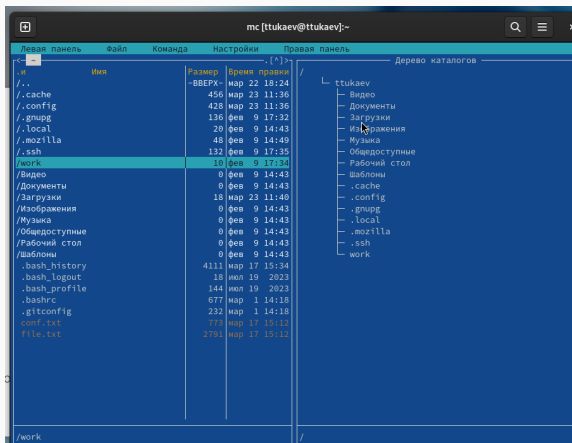 mc [ttukaev@ttukaev]:~
Левая панель Файл Команда Настройки Правая панель
<- ~ .[^]>
.и Имя Размер Время правки
/.. -ВВЕРХ- мар 22 18:24
/.cache 456 мар 23 11:36
/.config 428 мар 23 11:36
/.gnupg 136 фев 9 17:32
/.local 20 фев 9 14:43
/.mozilla 48 фев 9 14:49
/.ssh 132 фев 9 17:35
/work 10 фев 9 17:34
/Видео 0 фев 9 14:43
/Документы 0 фев 9 14:43
/Загрузки 18 мар 23 11:40
/Изображения 0 фев 9 14:43
/Музыка 0 фев 9 14:43
/Общедоступные 0 фев 9 14:43
/Рабочий стол 0 фев 9 14:43
/Шаблоны 0 фев 9 14:43
.bash_history 4111 мар 17 15:34
.bash_logout 18 июл 19 2023
.bash_profile 144 июл 19 2023
.bashrc 677 мар 1 14:18
.gitconfig 232 мар 1 14:18
conf.txt 773 мар 17 15:12
file.txt 2791 мар 17 15:12
/work
Дерево каталогов
/
ttukaev
Видео
Документы
Загрузки
Изображения
Музыка
Общедоступные
Рабочий стол
Шаблоны
.cache
.config
.gnupg
.local
.mozilla
.ssh
work
/